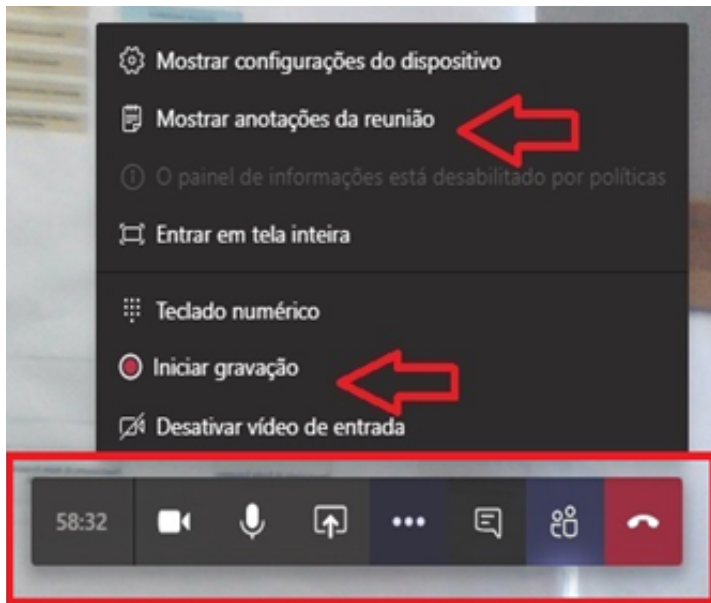 Mostrar configurações do dispositivo
Mostrar anotações da reunião
O painel de informações está desabilitado por políticas
Entrar em tela inteira
Teclado numérico
Iniciar gravação
Desativar vídeo de entrada
58:32